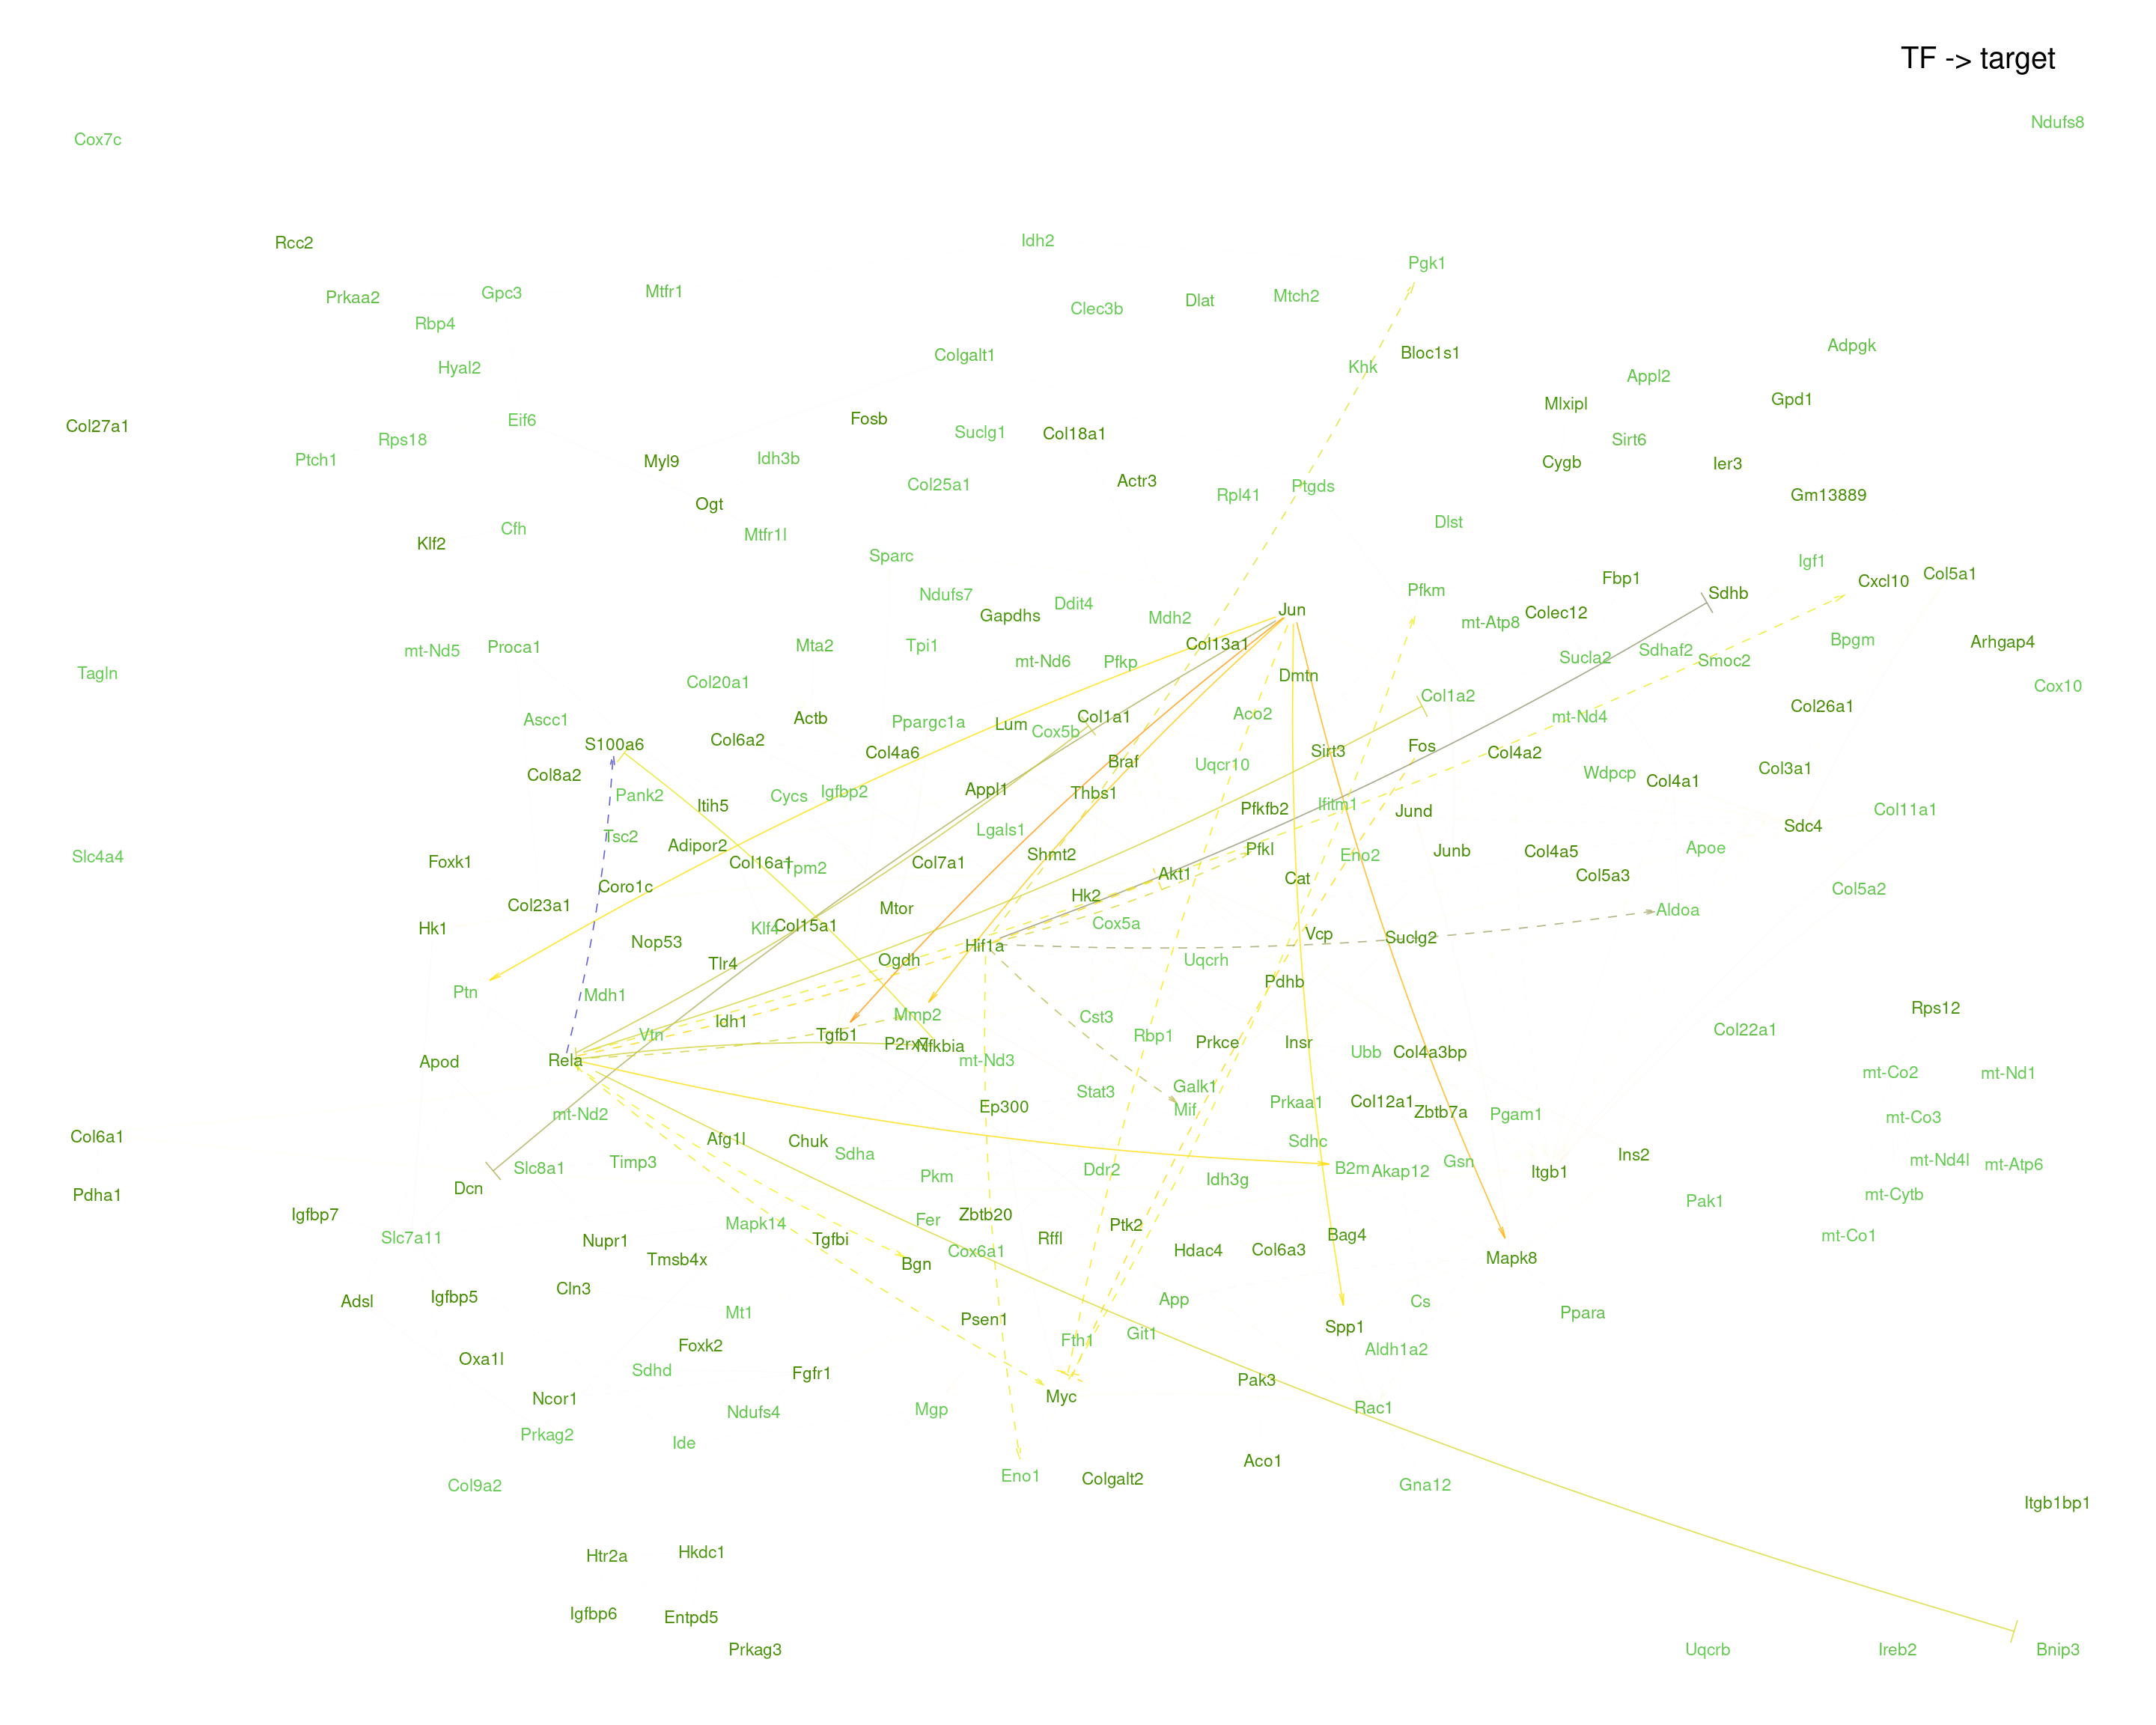 TF -> target
Ndufs8
Cox7c
Rcc2
Idh2
Pgk1
Prkaa2
Gpc3
Mtfr1
Clec3b
Dlat
Mtch2
Rbp4
Adpgk
Hyal2
Colgalt1
Khk
Bloc1s1
Appl2
Gpd1
Mlxipl
Col27a1
Eif6
Fosb
Suclg1
Col18a1
Rps18
Sirt6
Ptch1
Myl9
Idh3b
Cygb
Ier3
Col25a1
Actr3
Rpl41
Ptgds
Gm13889
Ogt
Dlst
Klf2
Cfh
Mtfr1l
Sparc
Igf1
Cxcl10
Col5a1
Ndufs7
Gapdhs
Ddit4
Mdh2
Jun
Pfkm
Fbp1
Sdhb
mt-Atp8
Colec12
mt-Nd5
Proca1
Mta2
Tpi1
mt-Nd6
Pfkp
Col13a1
Sucla2
Sdhaf2
Smoc2
Bpgm
Arhgap4
Tagln
Col20a1
Dmtn
Cox10
Col1a2
Ascc1
Actb
Ppargc1a
Lum
Cox5b
Col1a1
Aco2
mt-Nd4
Col26a1
S100a6
Col6a2
Col4a6
Sirt3
Fos
Col4a2
Col8a2
Braf
Uqcr10
Wdpcp
Col4a1
Col3a1
Pank2
Itih5
Cycs
Igfbp2
Appl1
Thbs1
Pfkfb2
Ifitm1
Jund
Col11a1
Tsc2
Adipor2
Lgals1
Sdc4
Slc4a4
Foxk1
Col16a1
Tpm2
Col7a1
Shmt2
Akt1
Pfkl
Eno2
Junb
Col4a5
Apoe
Coro1c
Hk2
Cat
Col5a3
Col5a2
Hk1
Col23a1
Klf4
Col15a1
Mtor
Cox5a
Aldoa
Nop53
Hif1a
Vcp
Suclg2
Tlr4
Ogdh
Uqcrh
Ptn
Mdh1
Pdhb
Rps12
Vtn
Idh1
Tgfb1
Mmp2
Cst3
Rbp1
Col22a1
Apod
Rela
P2rx7
Nfkbia
mt-Nd3
Prkce
Insr
Ubb
Col4a3bp
mt-Co2
mt-Nd1
mt-Nd2
Ep300
Stat3
Galk1
Mif
Prkaa1
Col12a1
Zbtb7a
Pgam1
mt-Co3
Col6a1
Afg1l
Chuk
Sdha
Sdhc
Slc8a1
Timp3
Pkm
Ddr2
Idh3g
B2m
Akap12
Gsn
Itgb1
Ins2
mt-Nd4l
mt-Atp6
Pdha1
Dcn
Pak1
mt-Cytb
Igfbp7
Slc7a11
Nupr1
Mapk14
Tgfbi
Fer
Zbtb20
Rffl
Ptk2
Hdac4
Col6a3
Bag4
mt-Co1
Tmsb4x
Bgn
Cox6a1
Mapk8
Adsl
Igfbp5
Cln3
Mt1
Psen1
App
Cs
Ppara
Oxa1l
Foxk2
Fth1
Git1
Spp1
Aldh1a2
Sdhd
Fgfr1
Ncor1
Myc
Pak3
Ndufs4
Mgp
Rac1
Prkag2
Ide
Col9a2
Eno1
Colgalt2
Aco1
Gna12
Itgb1bp1
Htr2a
Hkdc1
Igfbp6
Entpd5
Prkag3
Uqcrb
Ireb2
Bnip3